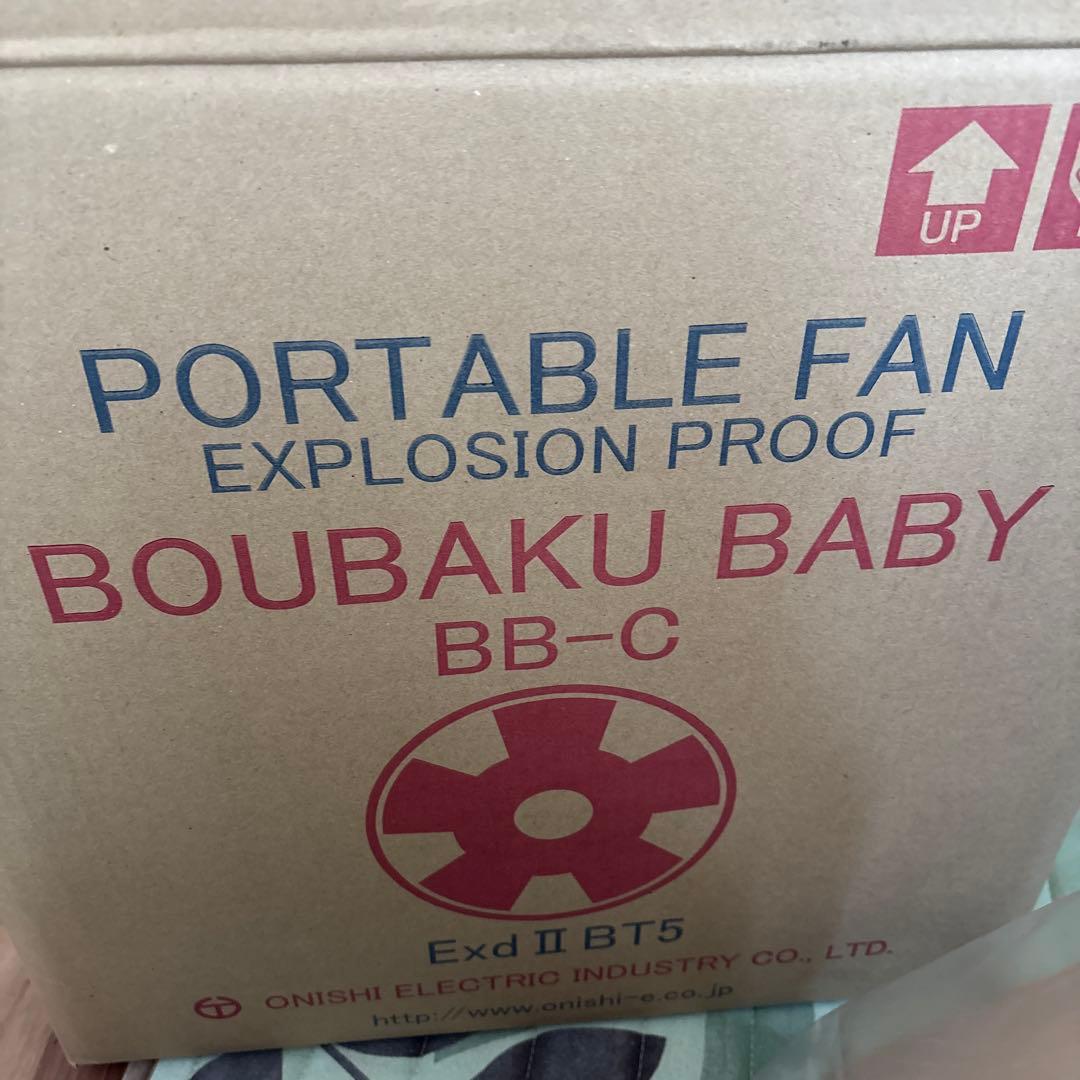 UP
PORTABLE FAN
EXPLOSION PROOF
BOUBAKU BABY
BB-C
Exd II BT5
ONISHI ELECTRIC INDUSTRY CO., LTD.
http://www.onishi-e.co.jp